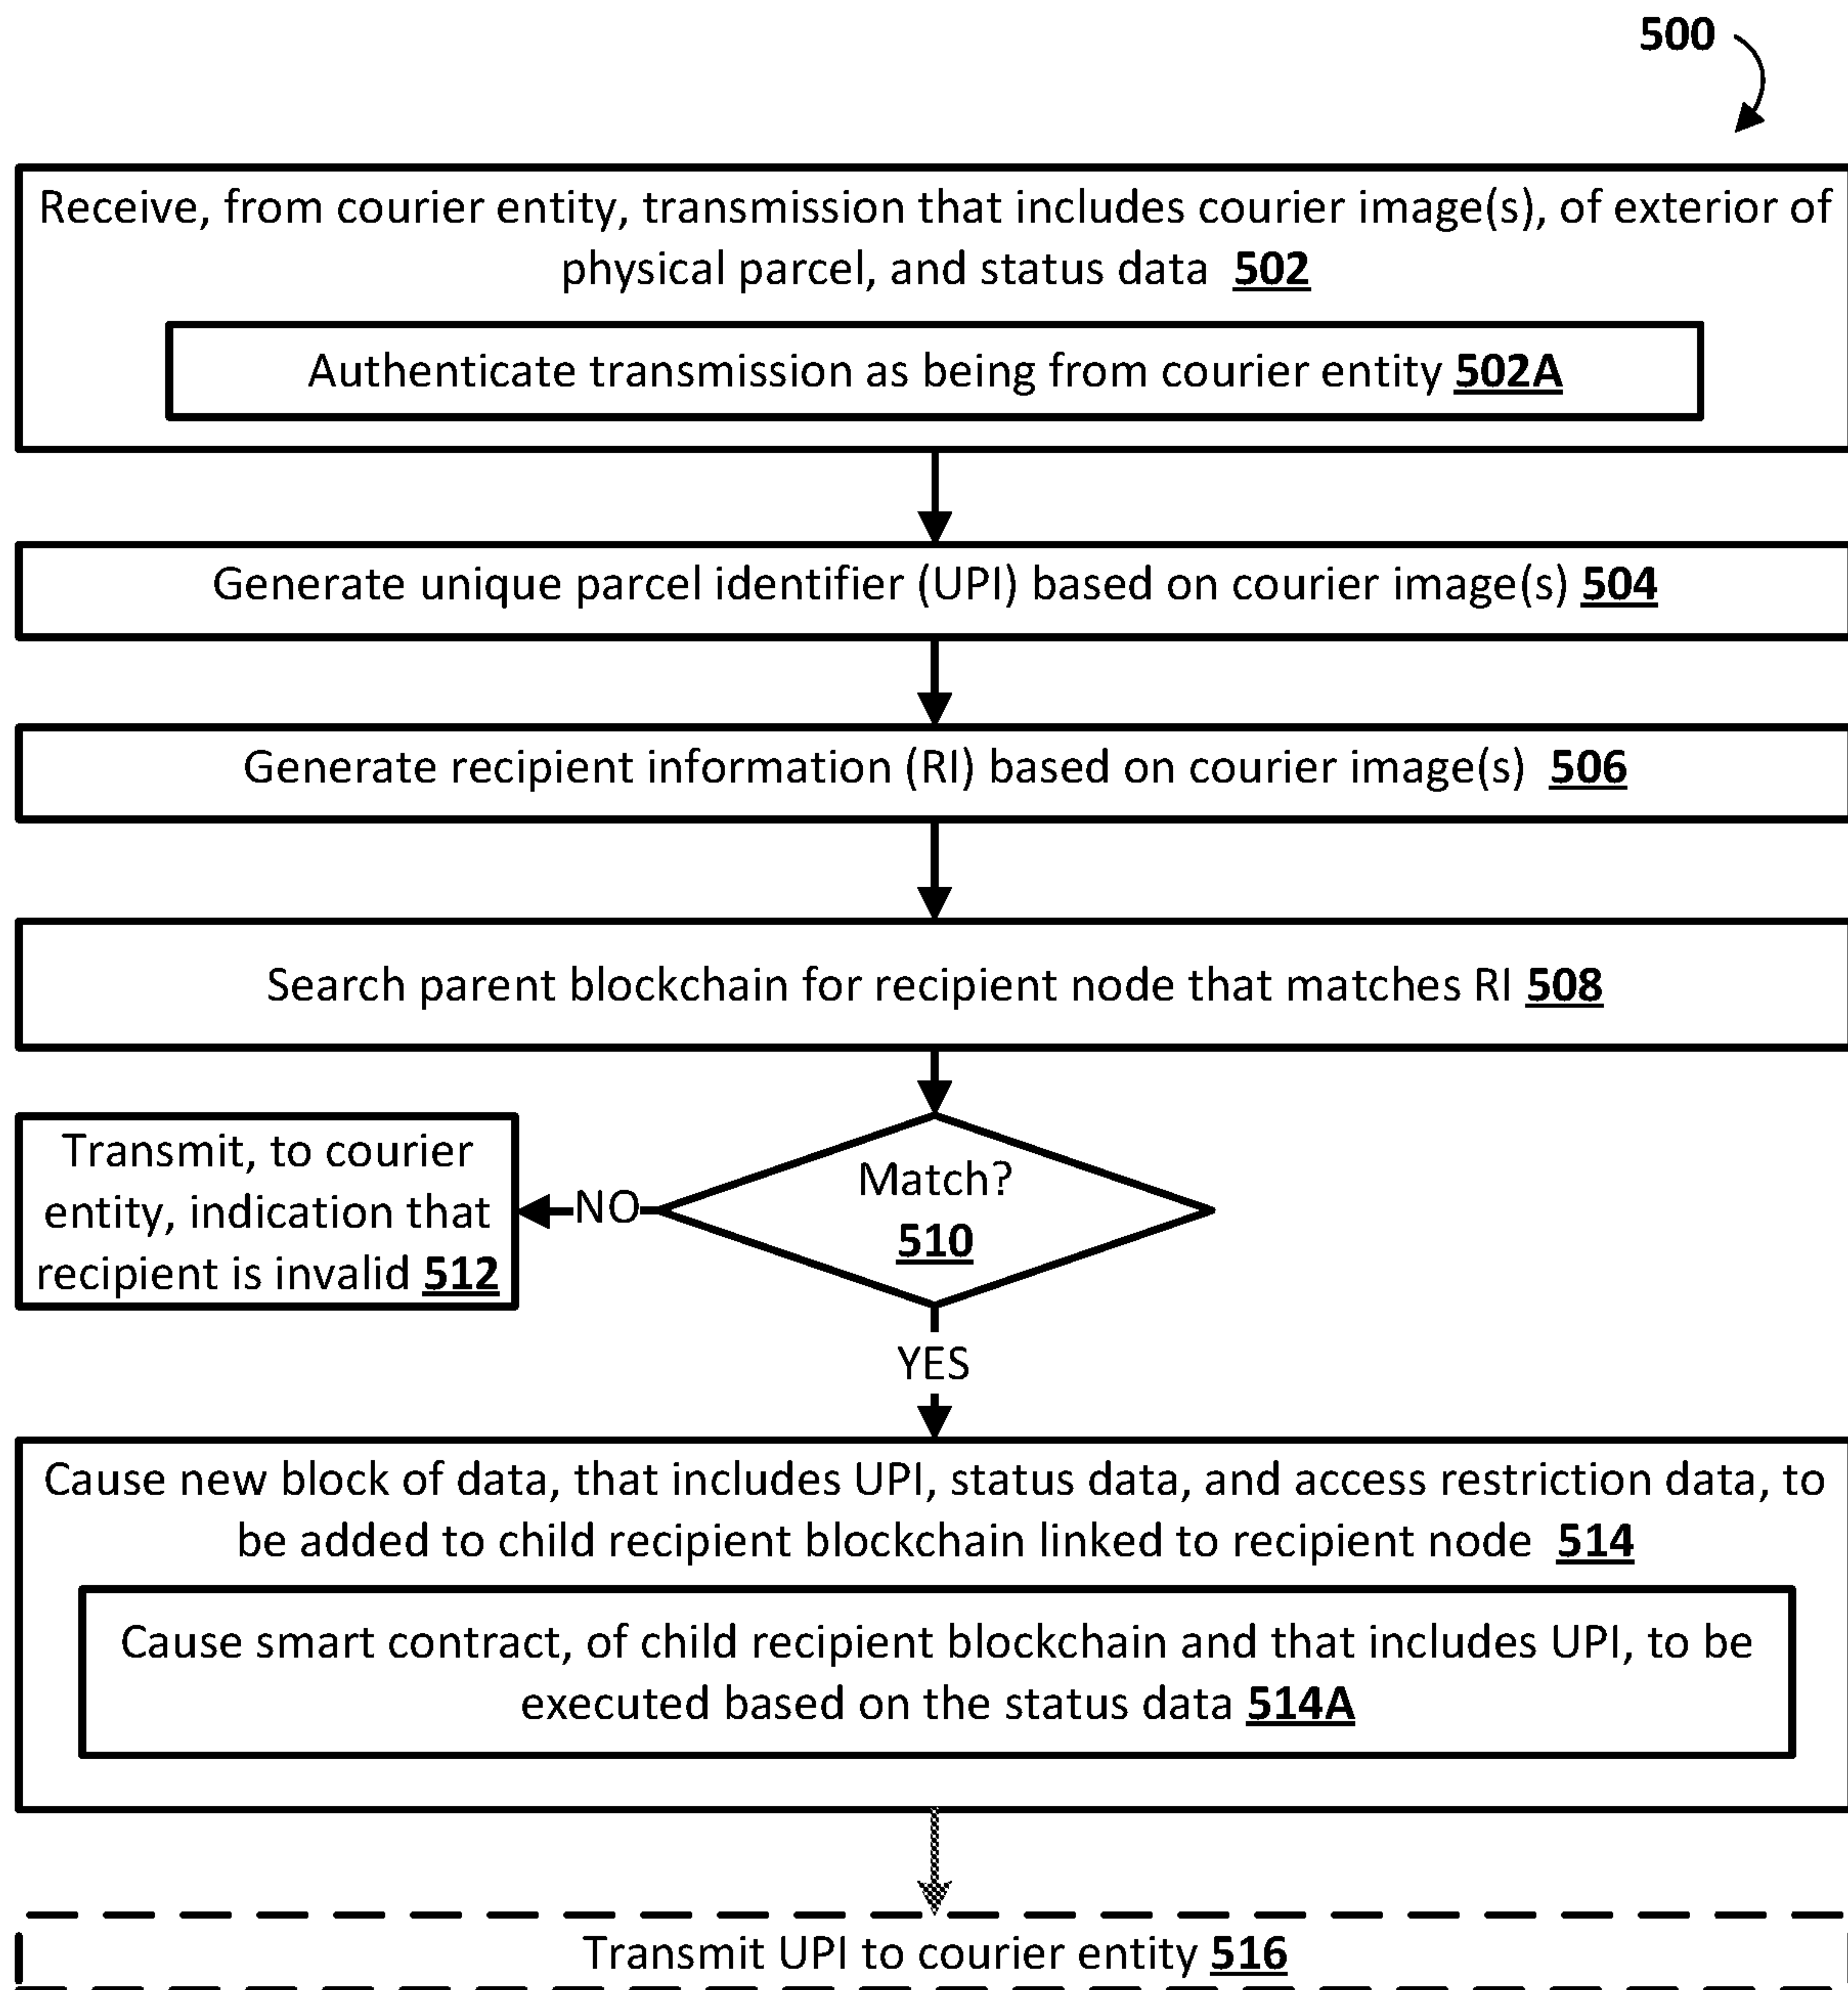 500
Receive, from courier entity, transmission that includes courier image(s), of exterior of
physical parcel, and status data 502
Authenticate transmission as being from courier entity 502A
Generate unique parcel identifier (UPI) based on courier image(s) 504
Generate recipient information (RI) based on courier image(s) 506
Search parent blockchain for recipient node that matches RI 508
Transmit, to courier
entity, indication that
recipient is invalid 512
NO
Match?
510
YES
Cause new block of data, that includes UPI, status data, and access restriction data, to
be added to child recipient blockchain linked to recipient node 514
Cause smart contract, of child recipient blockchain and that includes UPI, to be
executed based on the status data 514A
Transmit UPI to courier entity 516